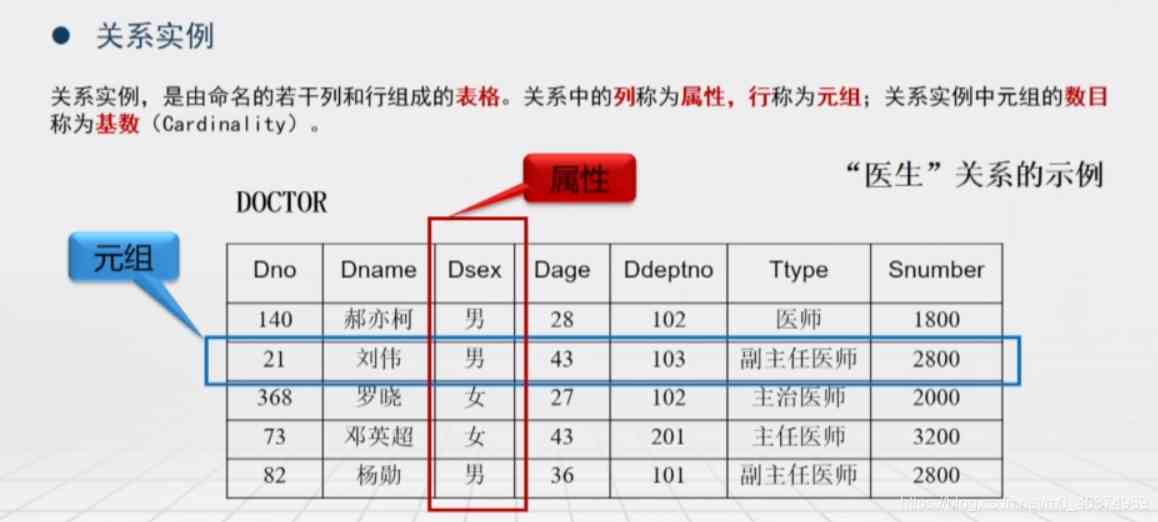 ● 关系实例
关系实例，是由命名的若干列和行组成的表格。关系中的列称为属性，行称为元组；关系实例中元组的数目
称为基数（Cardinality）。
属性
“医生”关系的示例
DOCTOR
元组
Dno Dname Dsex Dage Ddeptno Ttype Snumber
140 郝亦柯 男 28 102 医师 1800
21 刘伟 男 43 103 副主任医师 2800
368 罗晓 女 27 102 主治医师 2000
73 邓英超 女 43 201 主任医师 3200
82 杨勋 男 36 101 副主任医师 2800